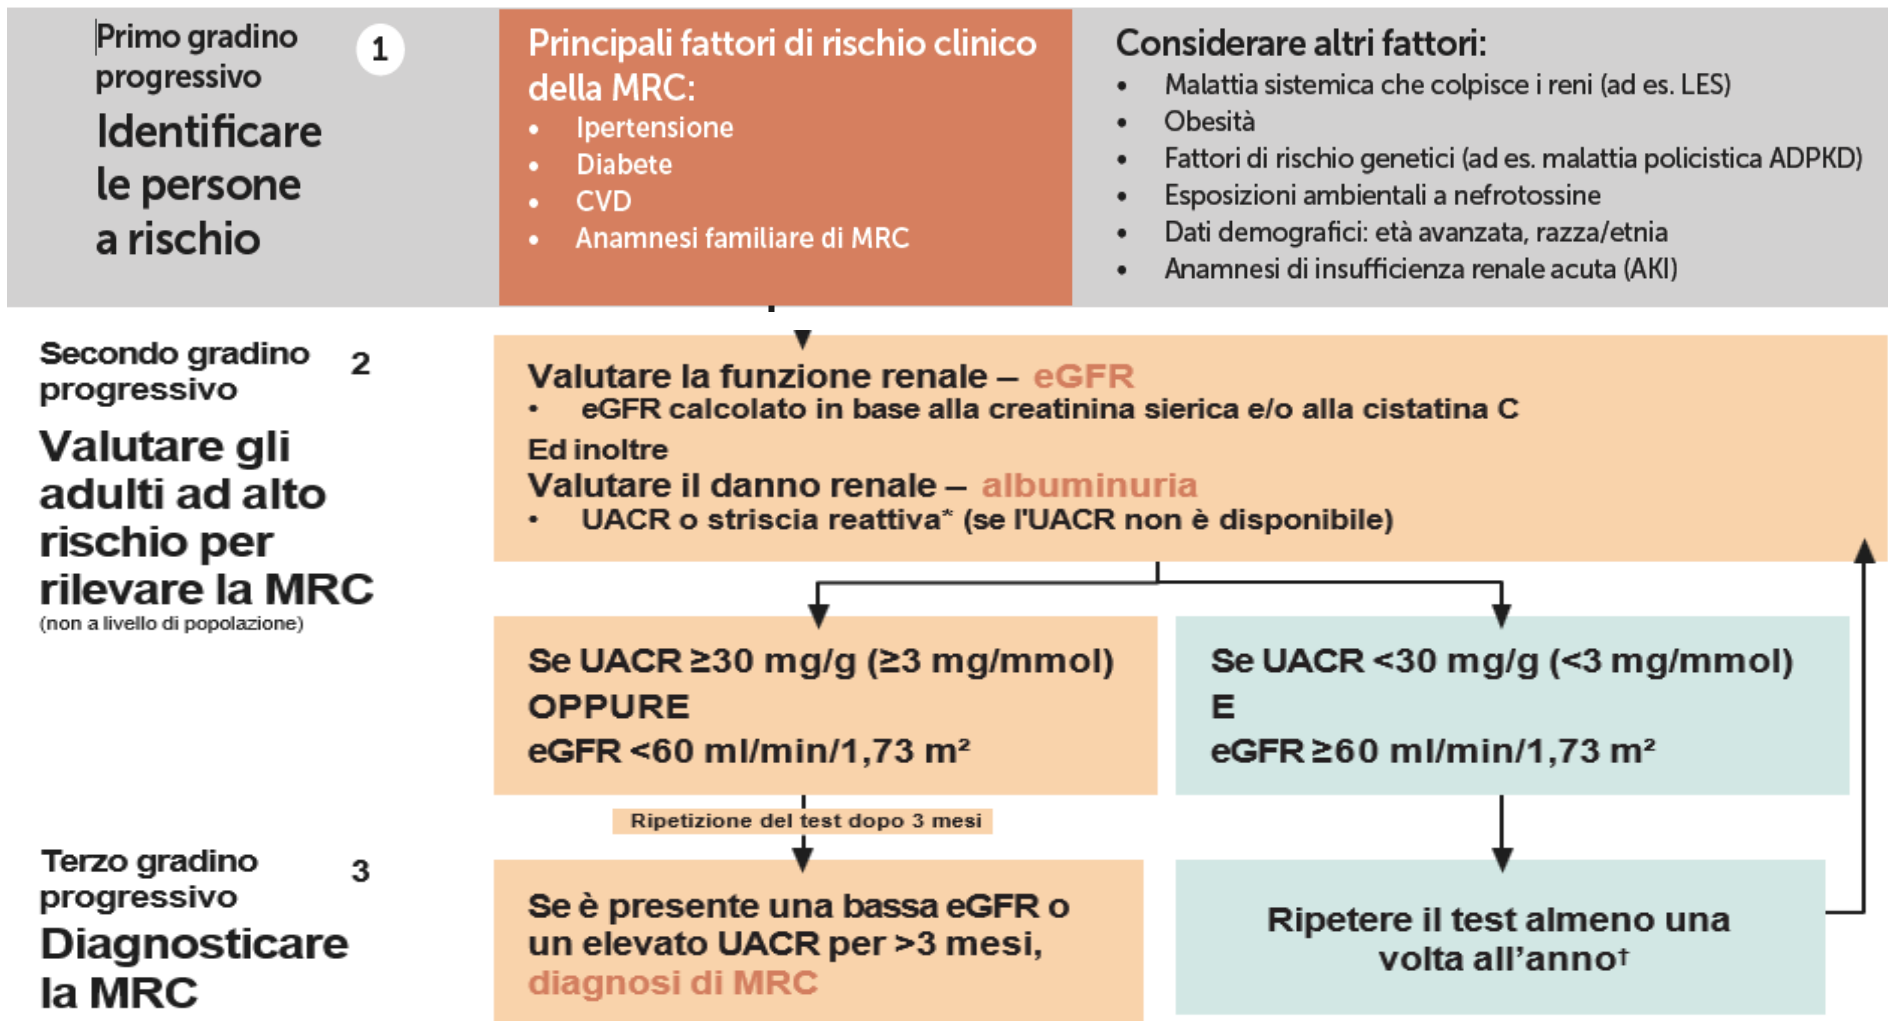 Primo gradino
progressivo
1
Identificare
le persone
a rischio
Principali fattori di rischio clinico
della MRC:
• Ipertensione
• Diabete
• CVD
• Anamnesi familiare di MRC
Considerare altri fattori:
• Malattia sistemica che colpisce i reni (ad es. LES)
• Obesità
• Fattori di rischio genetici (ad es. malattia policistica ADPKD)
• Esposizioni ambientali a nefrotossine
• Dati demografici: età avanzata, razza/etnia
• Anamnesi di insufficienza renale acuta (AKI)
Secondo gradino
progressivo
2
Valutare gli
adulti ad alto
rischio per
rilevare la MRC
(non a livello di popolazione)
Valutare la funzione renale – eGFR
• eGFR calcolato in base alla creatinina sierica e/o alla cistatina C
Ed inoltre
Valutare il danno renale – albuminuria
• UACR o striscia reattiva* (se l'UACR non è disponibile)
Se UACR ≥30 mg/g (≥3 mg/mmol)
OPPURE
eGFR <60 ml/min/1,73 m²
Se UACR <30 mg/g (<3 mg/mmol)
E
eGFR ≥60 ml/min/1,73 m²
Ripetizione del test dopo 3 mesi
Terzo gradino
progressivo
3
Diagnosticare
la MRC
Se è presente una bassa eGFR o
un elevato UACR per >3 mesi,
diagnosi di MRC
Ripetere il test almeno una
volta all’anno†